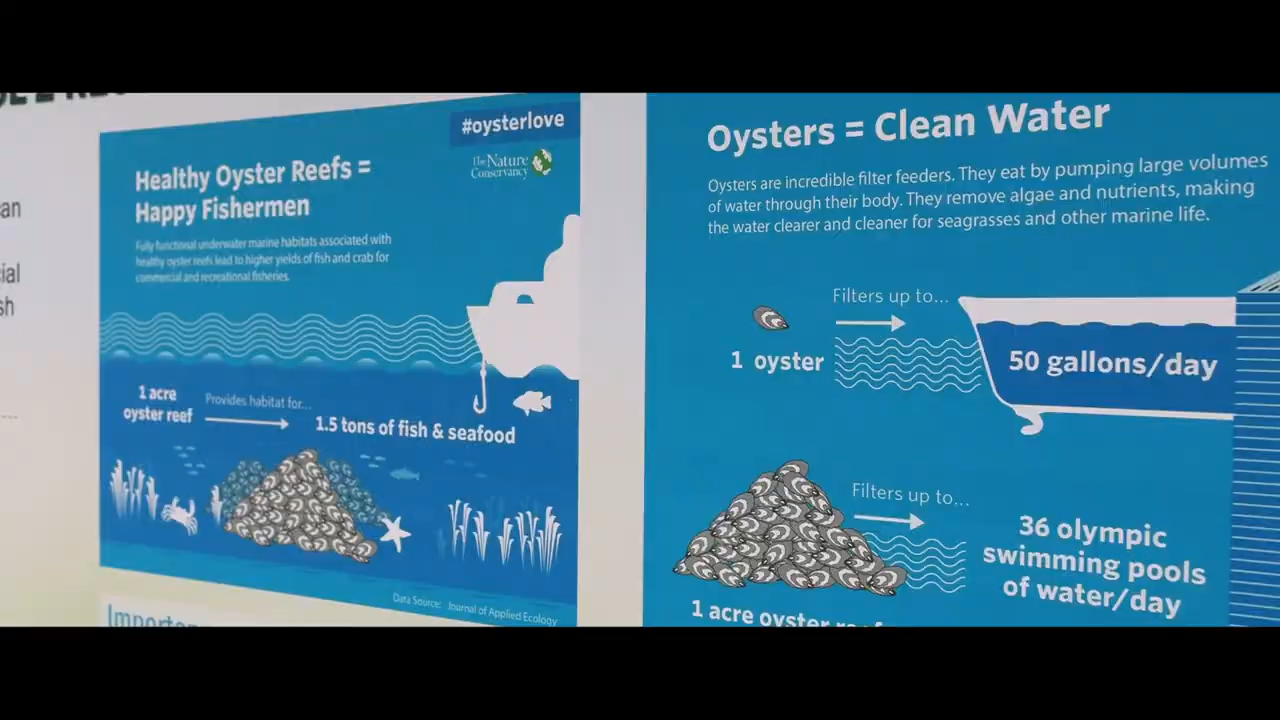 an
cial
sh
#oysterlove
The Nature
Conservancy
Healthy Oyster Reefs =
Happy Fishermen
Fully functional underwater marine habitats associated with
healthy oyster reefs lead to higher yields of fish and crab for
commercial and recreational fisheries.
1 acre
oyster reef
Provides habitat for...
1.5 tons of fish & seafood
Data Source: Journal of Applied Ecology
Oysters = Clean Water
Oysters are incredible filter feeders. They eat by pumping large volumes
of water through their body. They remove algae and nutrients, making
the water clearer and cleaner for seagrasses and other marine life.
Filters up to...
1 oyster
50 gallons/day
Filters up to...
36 olympic
swimming pools
of water/day
1 acre oyster reef